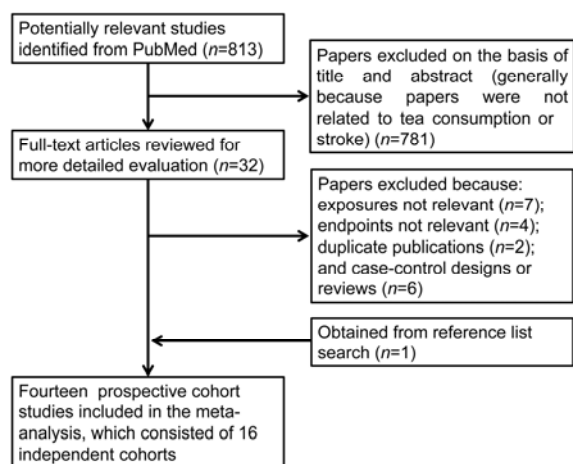 Potentially relevant studies
identified from PubMed (n=813)
Papers excluded on the basis of
title and abstract (generally
because papers were not
related to tea consumption or
stroke) (n=781)
Full-text articles reviewed for
more detailed evaluation (n=32)
Papers excluded because:
exposures not relevant (n=7);
endpoints not relevant (n=4);
duplicate publications (n=2);
and case-control designs or
reviews (n=6)
Obtained from reference list
search (n=1)
Fourteen prospective cohort
studies included in the meta-
analysis, which consisted of 16
independent cohorts